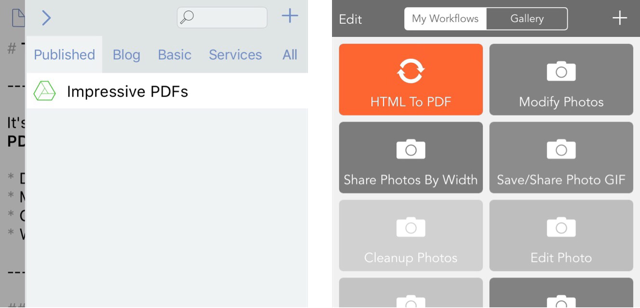 # T
---
It's
PD
* D
* M
* 
* W
---
##
Published Blog Basic Services All
Impressive PDFs
Edit My Workflows Gallery
HTML To PDF Modify Photos
Share Photos By Width Save/Share Photo GIF
Cleanup Photos Edit Photo